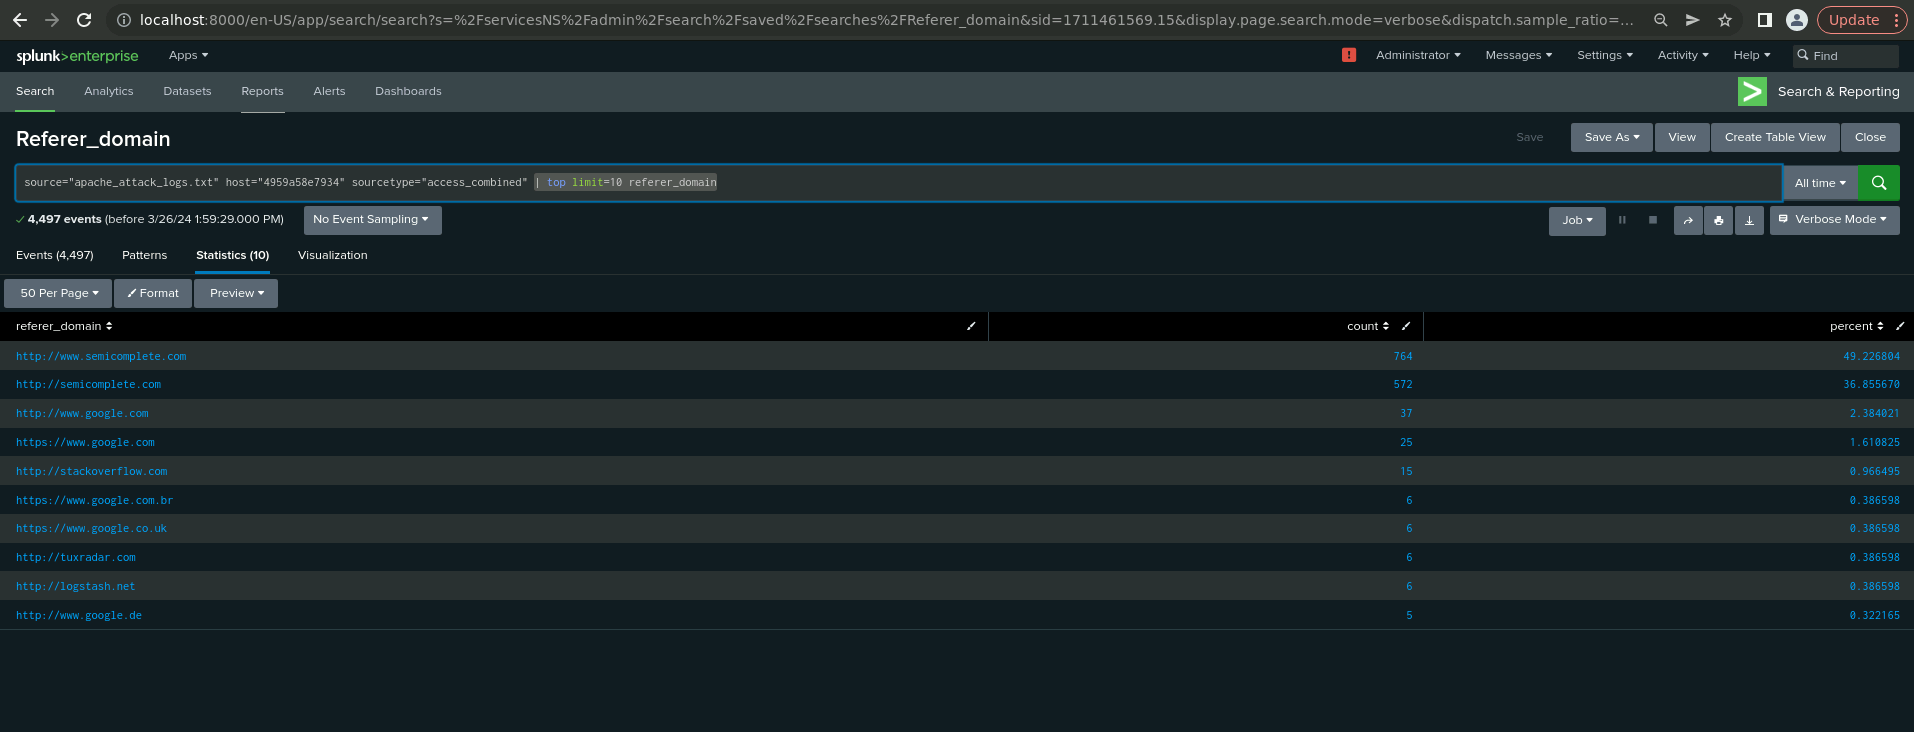 localhost:8000/en-US/app/search/search?s=%2FservicesNS%2Fadmin%2Fsearch%2Fsaved%2Fsearches%2FReferer_domain&sid=1711461569.15&display.page.search.mode=verbose&dispatch.sample_ratio=... Update
splunk>enterprise Apps Administrator Messages Settings Activity Help Find
Search Analytics Datasets Reports Alerts Dashboards Search & Reporting
Referer_domain Save Save As View Create Table View Close
source="apache_attack_logs.txt" host="4959a58e7934" sourcetype="access_combined" | top limit=10 referer_domain All time
4,497 events (before 3/26/24 1:59:29.000 PM) No Event Sampling Job Verbose Mode
Events (4,497) Patterns Statistics (10) Visualization
50 Per Page Format Preview
referer_domain count percent
http://www.semicomplete.com 764 49.226804
http://semicomplete.com 572 36.855670
http://www.google.com 37 2.384021
https://www.google.com 25 1.610825
http://stackoverflow.com 15 0.966495
https://www.google.com.br 6 0.386598
https://www.google.co.uk 6 0.386598
http://tuxradar.com 6 0.386598
http://logstash.net 6 0.386598
http://www.google.de 5 0.322165